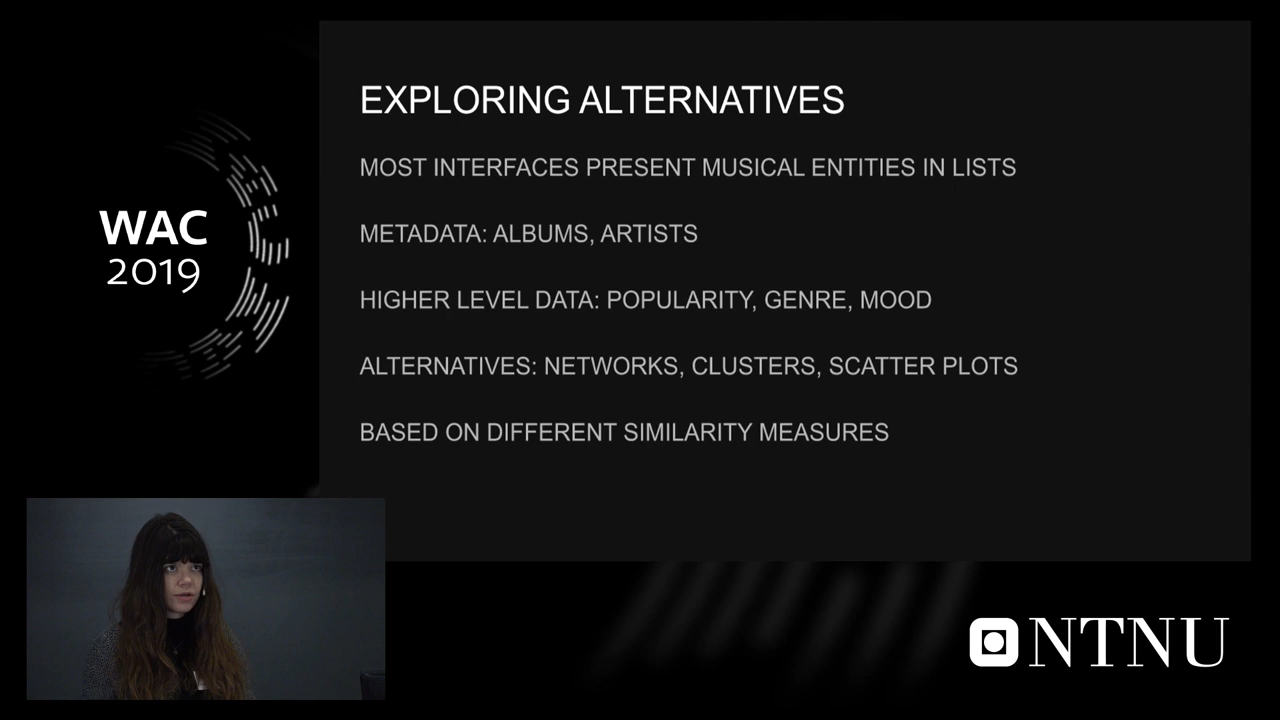 EXPLORING ALTERNATIVES
MOST INTERFACES PRESENT MUSICAL ENTITIES IN LISTS
METADATA: ALBUMS, ARTISTS
HIGHER LEVEL DATA: POPULARITY, GENRE, MOOD
ALTERNATIVES: NETWORKS, CLUSTERS, SCATTER PLOTS
BASED ON DIFFERENT SIMILARITY MEASURES
WAC
2019
NTNU